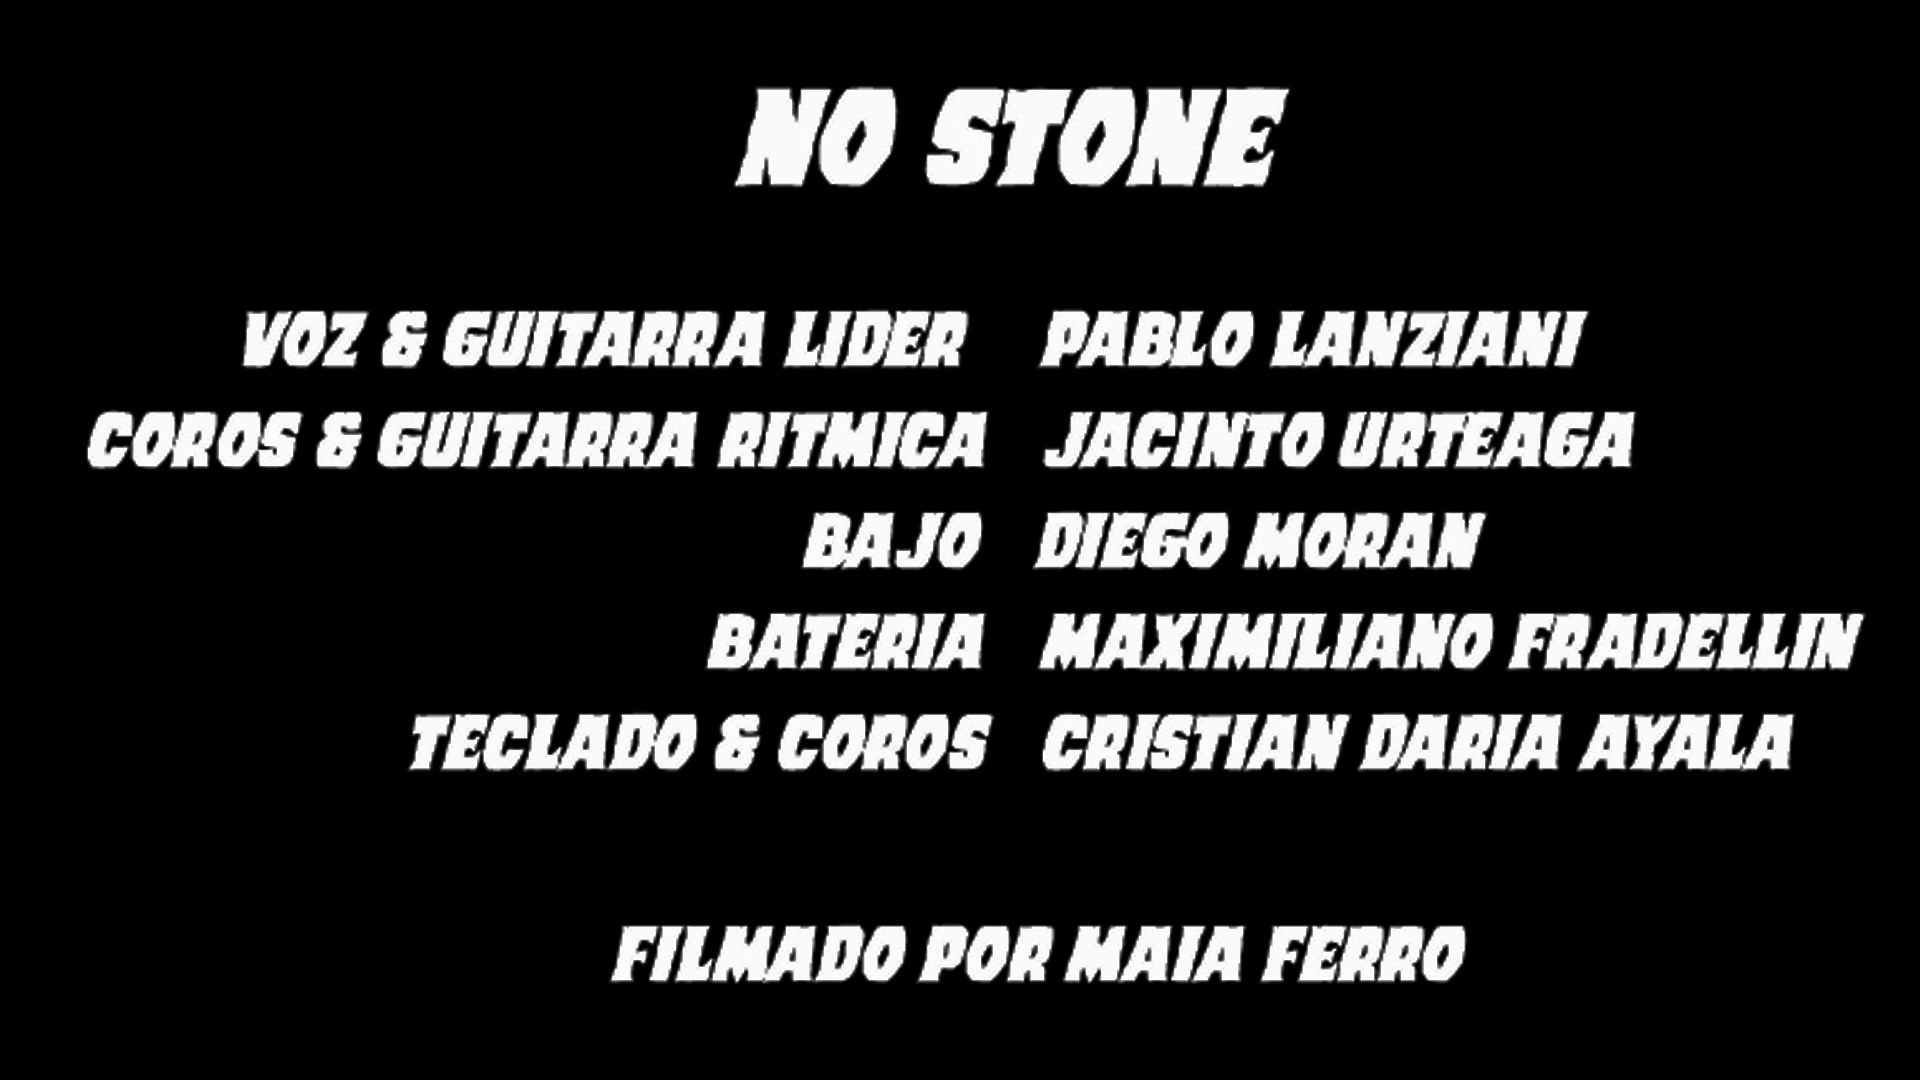 NO STONE
VOZ & GUITARRA LIDER PABLO LANZIANI
COROS & GUITARRA RITMICA JACINTO URTEAGA
BAJO DIEGO MORAN
BATERIA MAXIMILIANO FRADELLIN
TECLADO & COROS CRISTIAN DARIA AYALA
FILMADO POR MAIA FERRO